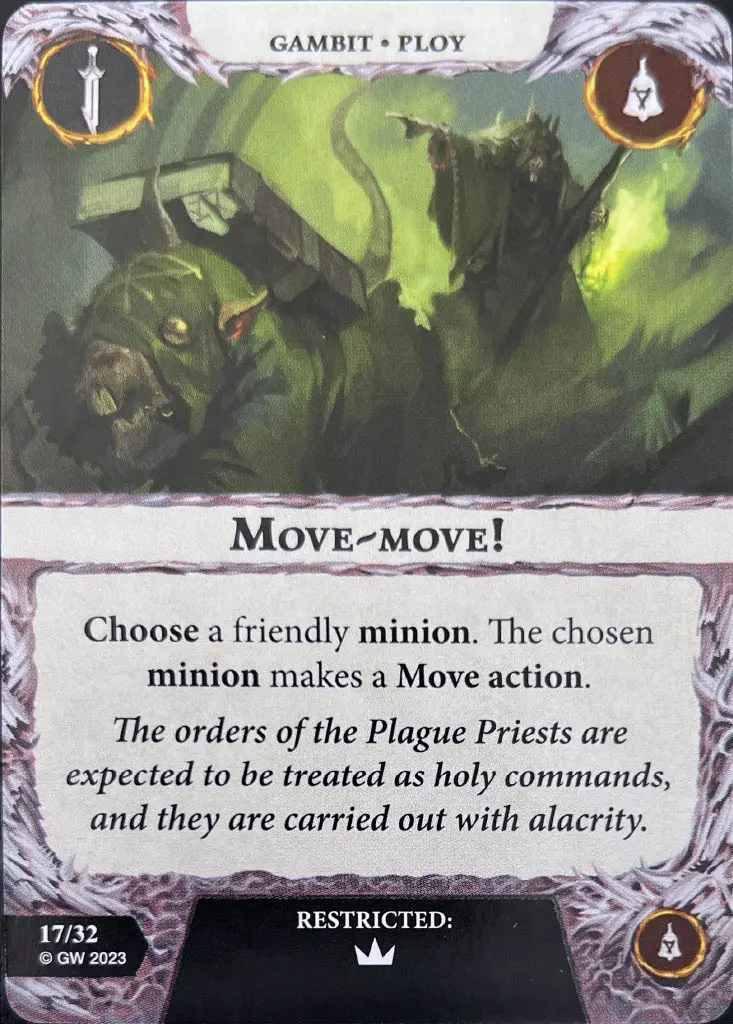 GAMBIT • PLOY
MOVE~MOVE!
Choose a friendly minion. The chosen
minion makes a Move action.
The orders of the Plague Priests are
expected to be treated as holy commands,
and they are carried out with alacrity.
17/32
© GW 2023
RESTRICTED: